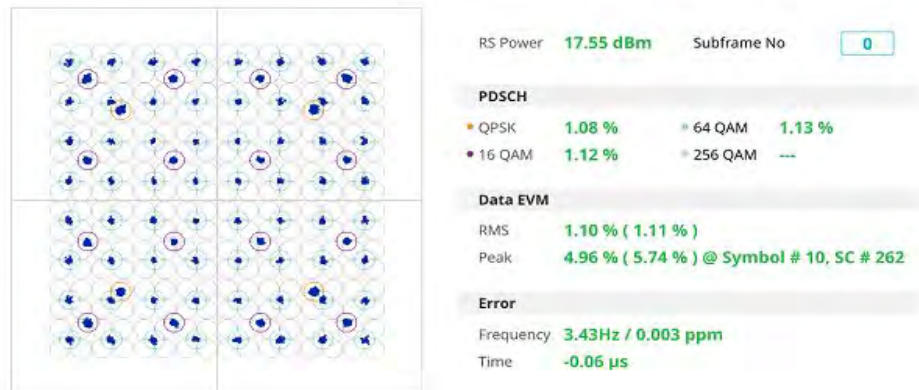 RS Power 17.55 dBm Subframe No 0
PDSCH
QPSK 1.08 % 64 QAM 1.13 %
16 QAM 1.12 % 256 QAM ---
Data EVM
RMS 1.10 % ( 1.11 % )
Peak 4.96 % ( 5.74 % ) @ Symbol # 10, SC # 262
Error
Frequency 3.43Hz / 0.003 ppm
Time -0.06 µs